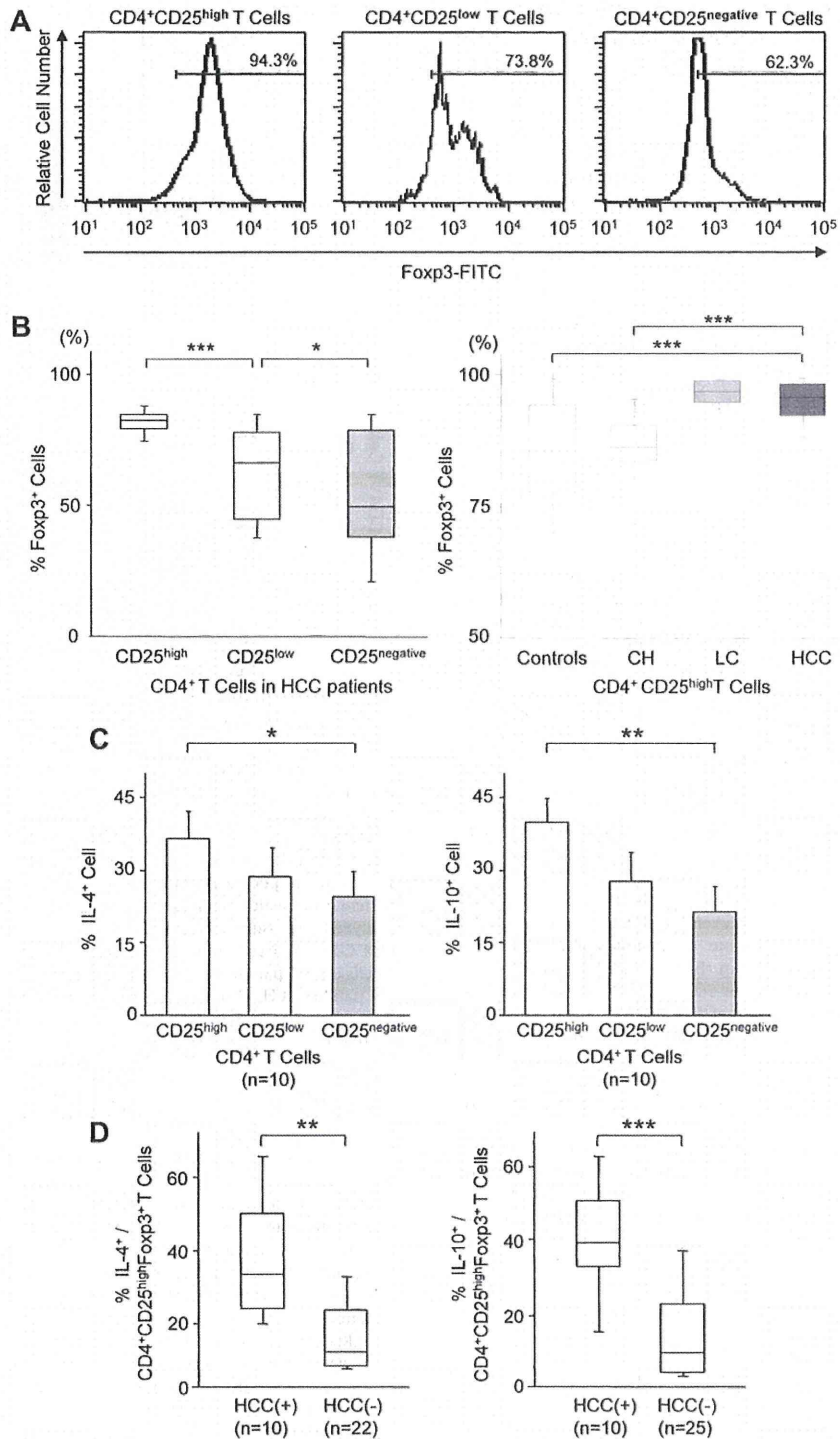 A
CD4⁺CD25ʰⁱᵍʰ T Cells
CD4⁺CD25ˡᵒʷ T Cells
CD4⁺CD25ⁿᵉᵍᵃᵗⁱᵛᵉ T Cells
Relative Cell Number
94.3%
73.8%
62.3%
10¹ 10² 10³ 10⁴ 10⁵
10¹ 10² 10³ 10⁴ 10⁵
10¹ 10² 10³ 10⁴ 10⁵
Foxp3-FITC
B
(%)
% Foxp3⁺ Cells
100
50
0
***
*
CD25ʰⁱᵍʰ
CD25ˡᵒʷ
CD25ⁿᵉᵍᵃᵗⁱᵛᵉ
CD4⁺ T Cells in HCC patients
(%)
% Foxp3⁺ Cells
100
75
50
***
***
Controls
CH
LC
HCC
CD4⁺ CD25ʰⁱᵍʰT Cells
C
% IL-4⁺ Cell
45
30
15
0
*
CD25ʰⁱᵍʰ
CD25ˡᵒʷ
CD25ⁿᵉᵍᵃᵗⁱᵛᵉ
CD4⁺ T Cells
(n=10)
% IL-10⁺ Cell
45
30
15
0
**
CD25ʰⁱᵍʰ
CD25ˡᵒʷ
CD25ⁿᵉᵍᵃᵗⁱᵛᵉ
CD4⁺ T Cells
(n=10)
D
% IL-4⁺ /
CD4⁺CD25ʰⁱᵍʰFoxp3⁺ T Cells
60
40
20
0
**
HCC(+)
(n=10)
HCC(-)
(n=22)
% IL-10⁺ /
CD4⁺CD25ʰⁱᵍʰFoxp3⁺ T Cells
60
40
20
0
***
HCC(+)
(n=10)
HCC(-)
(n=25)